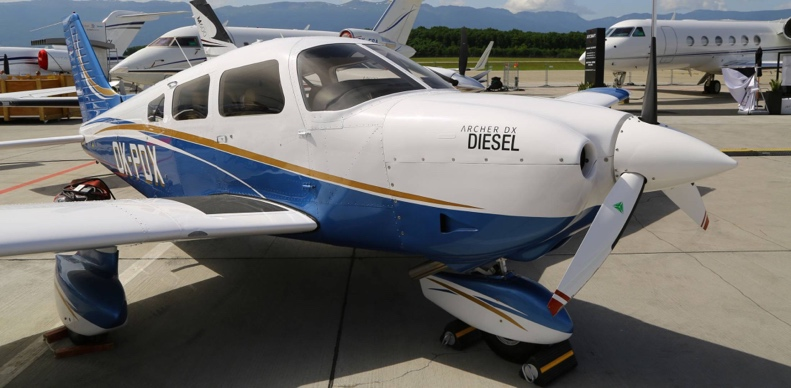 ARCHER DX
DIESEL
OK-PDX